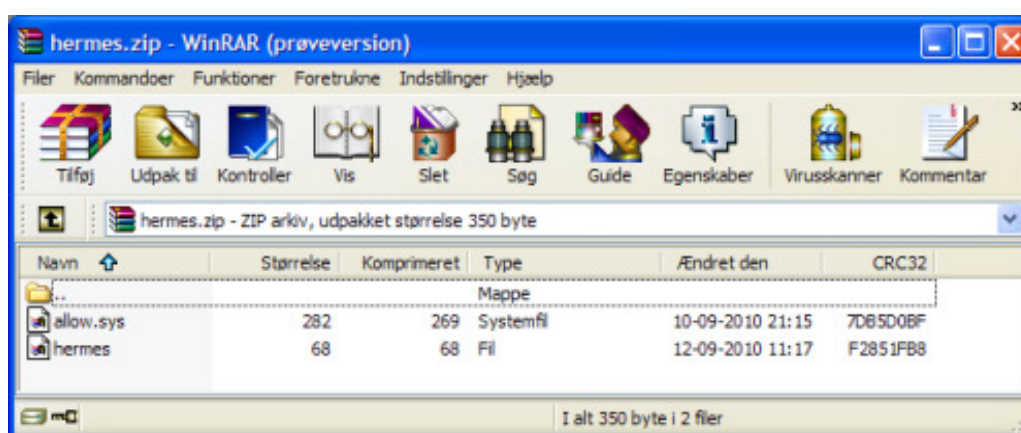 hermes.zip - WinRAR (prøveversion)
Filer Kommandoer Funktioner Foretrukne Indstillinger Hjælp
Tilføj Udpak til Kontroller Vis Slet Søg Guide Egenskaber Virusskanner Kommentar
hermes.zip - ZIP arkiv, udpakket størrelse 350 byte
Navn Størrelse Komprimeret Type Ændret den CRC32
.. Mappe
allow.sys 282 269 Systemfil 10-09-2010 21:15 7DB5D0BF
hermes 68 68 Fil 12-09-2010 11:17 F2851FB8
I alt 350 byte i 2 filer